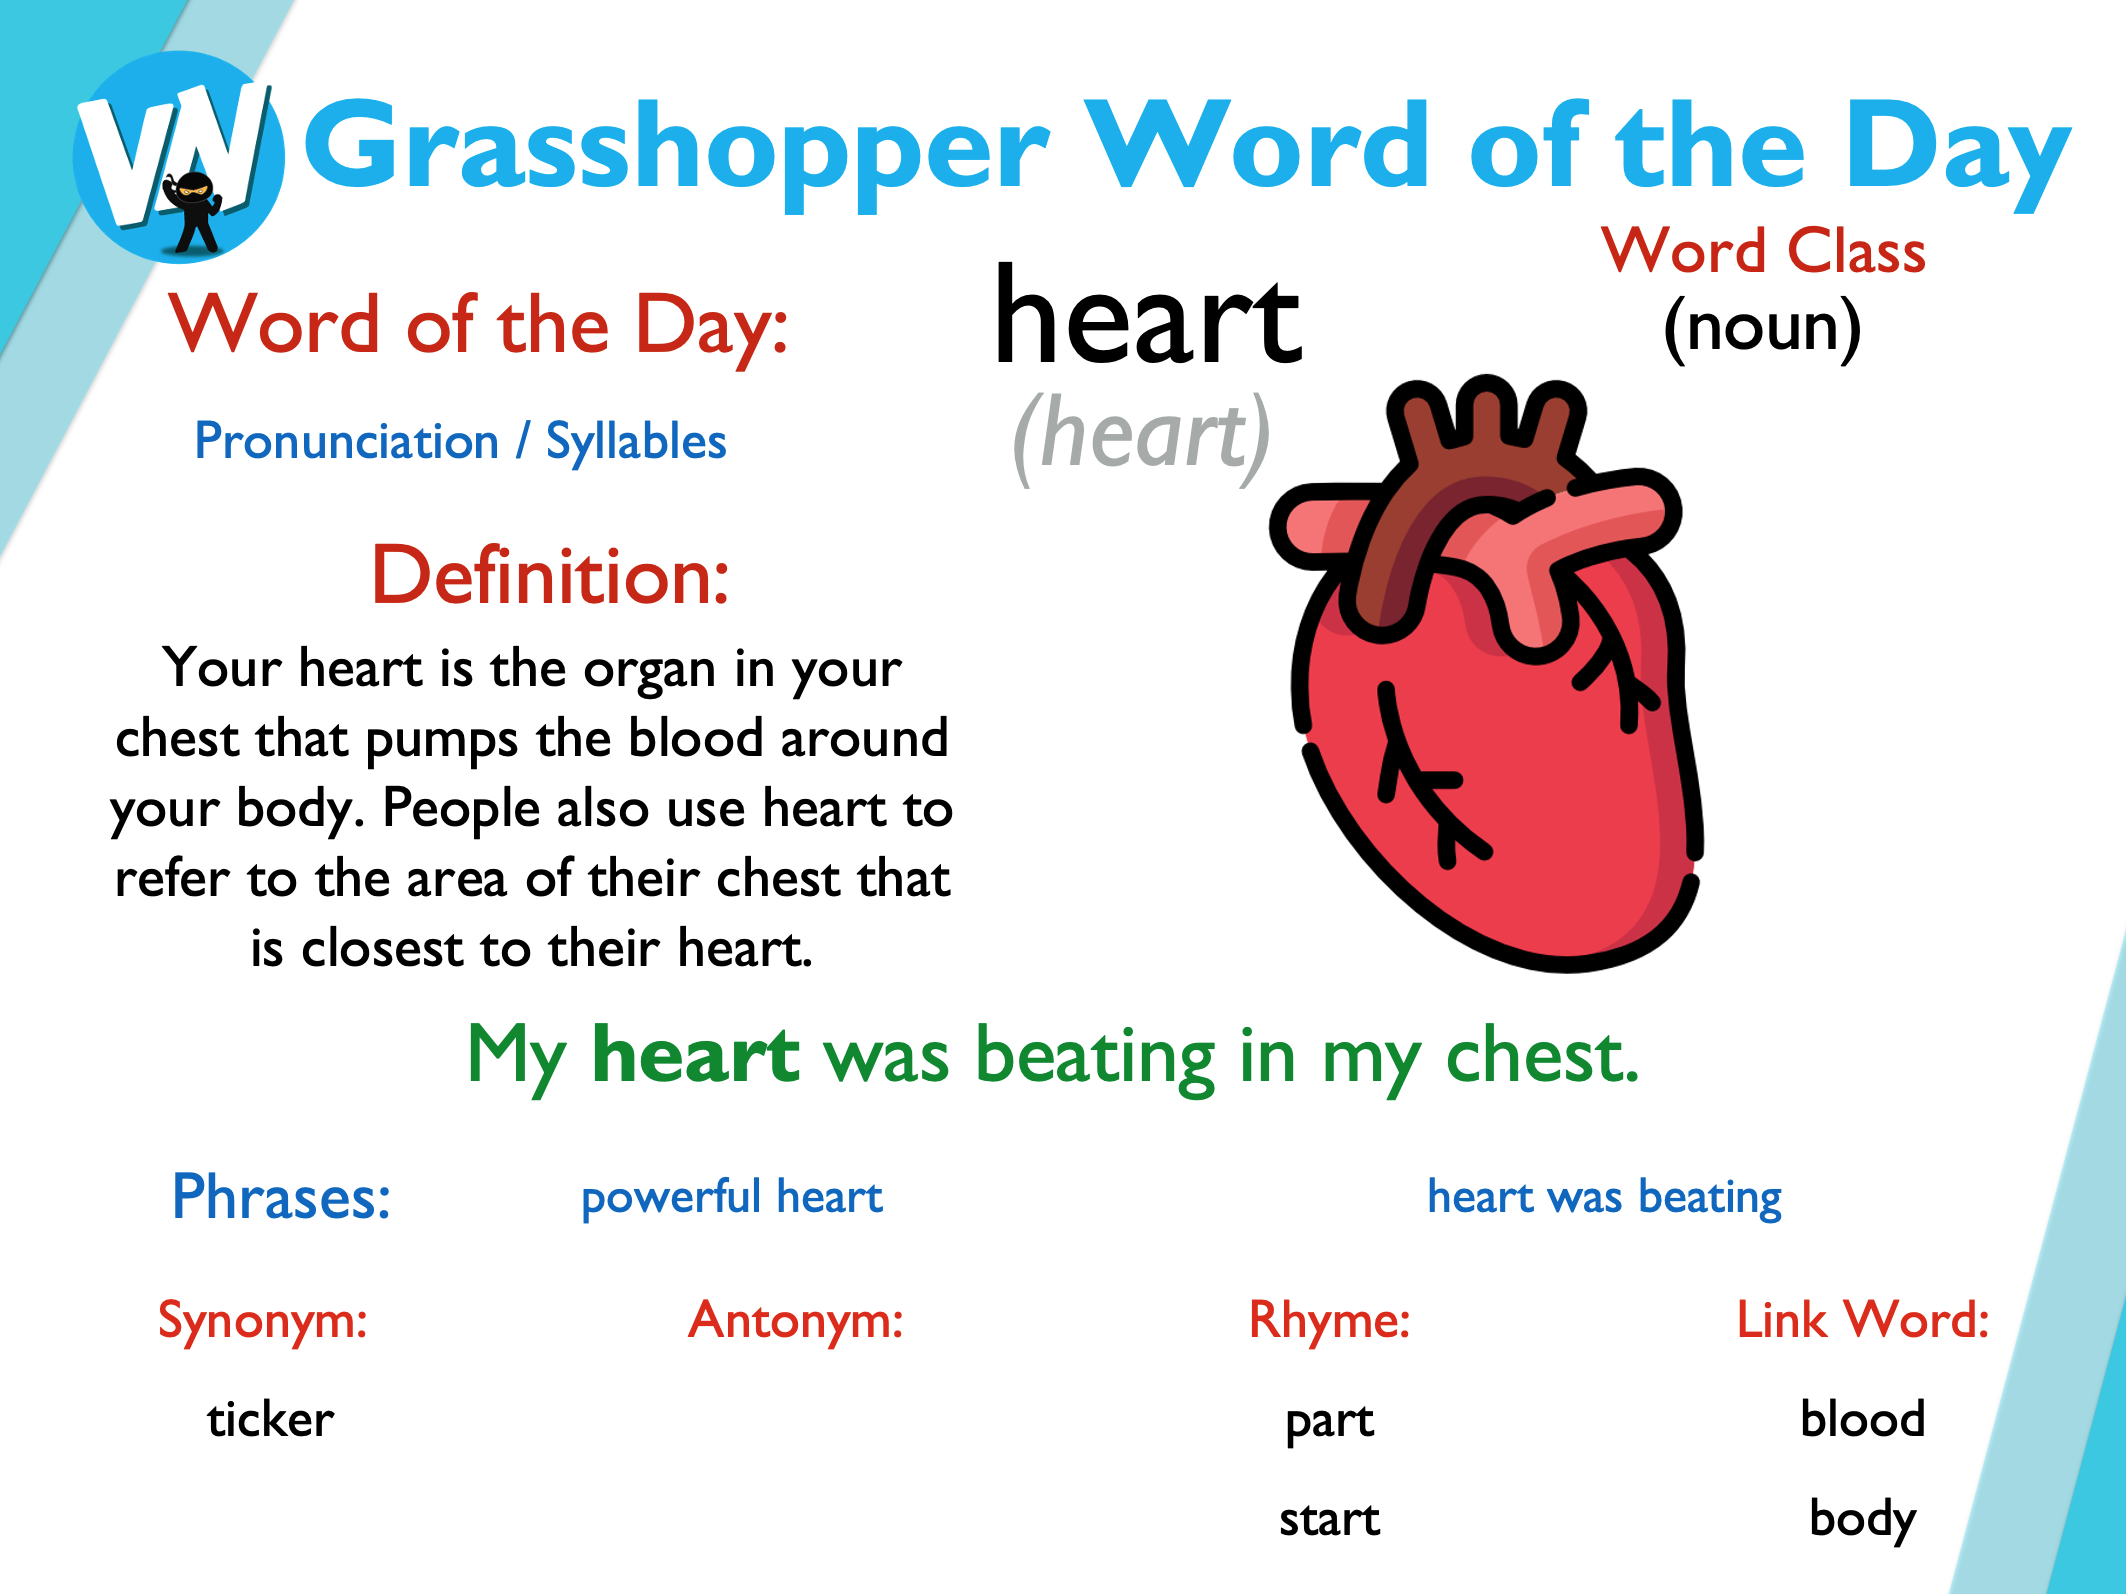 VN
Grasshopper Word of the Day
Word Class
(noun)
Word of the Day:
heart
Pronunciation / Syllables
(heart)
Definition:
Your heart is the organ in your
chest that pumps the blood around
your body. People also use heart to
refer to the area of their chest that
is closest to their heart.
My heart was beating in my chest.
Phrases: powerful heart heart was beating
Synonym: Antonym: Rhyme: Link Word:
ticker part blood
start body